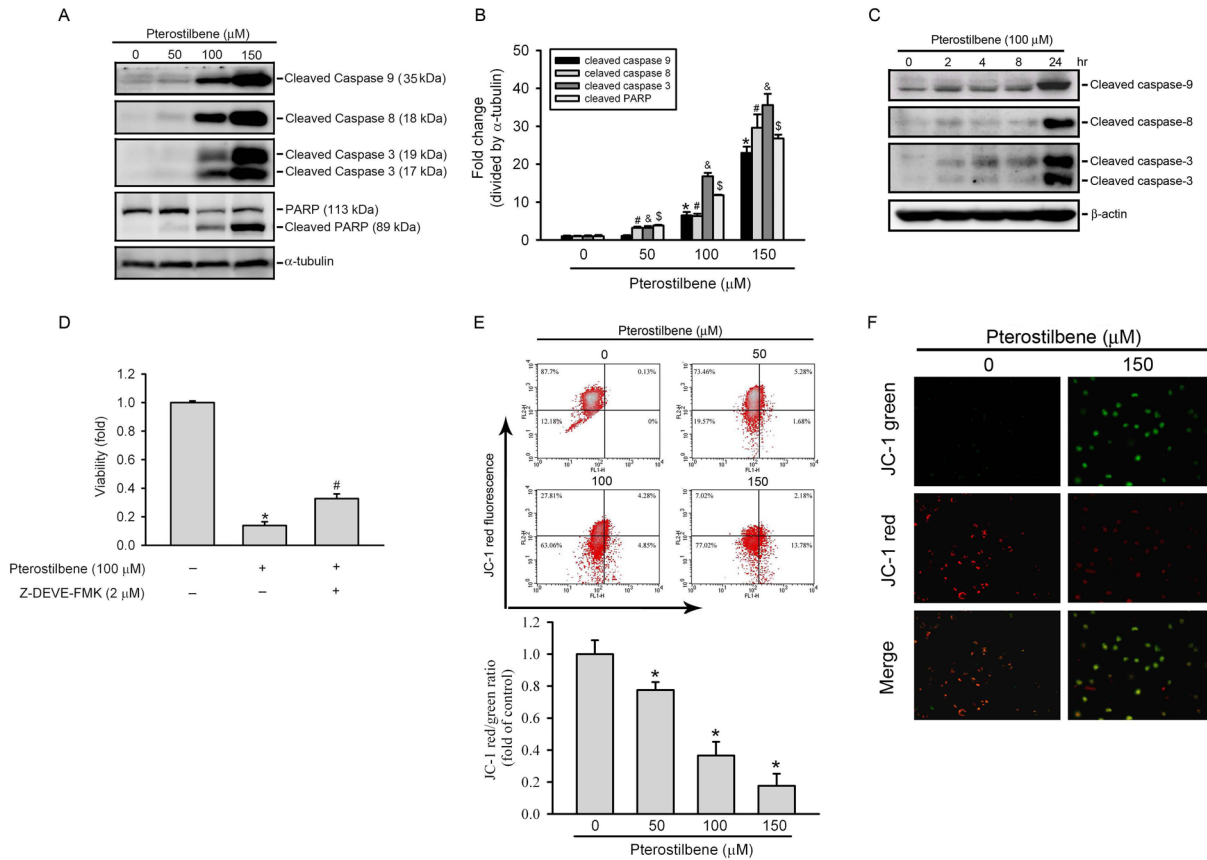 A
Pterostilbene (μM)
0 50 100 150
Cleaved Caspase 9 (35 kDa)
Cleaved Caspase 8 (18 kDa)
Cleaved Caspase 3 (19 kDa)
Cleaved Caspase 3 (17 kDa)
PARP (113 kDa)
Cleaved PARP (89 kDa)
α-tubulin
B
Fold change
(divided by α-tubulin)
50
40
30
20
10
0
cleaved caspase 9
celaved caspase 8
cleaved caspase 3
cleaved PARP
# & $
* # & $
* # & $
0 50 100 150
Pterostilbene (μM)
C
Pterostilbene (100 μM)
0 2 4 8 24 hr
Cleaved caspase-9
Cleaved caspase-8
Cleaved caspase-3
Cleaved caspase-3
β-actin
D
Viability (fold)
1.2
1.0
0.8
0.6
0.4
0.2
0.0
* #
Pterostilbene (100 μM) – + +
Z-DEVE-FMK (2 μM) – – +
E
Pterostilbene (μM)
0 50
87.7% 0.13%
12.18% 0%
FL2-H
FL1-H
73.46% 5.28%
19.57% 1.68%
FL2-H
FL1-H
100 150
27.81% 4.28%
63.06% 4.85%
FL2-H
FL1-H
7.02% 2.18%
77.02% 13.78%
FL2-H
FL1-H
JC-1 red fluorescence
JC-1 red/green ratio
(fold of control)
1.2
1.0
0.8
0.6
0.4
0.2
0.0
* * *
0 50 100 150
Pterostilbene (μM)
F
Pterostilbene (μM)
0 150
JC-1 green
JC-1 red
Merge